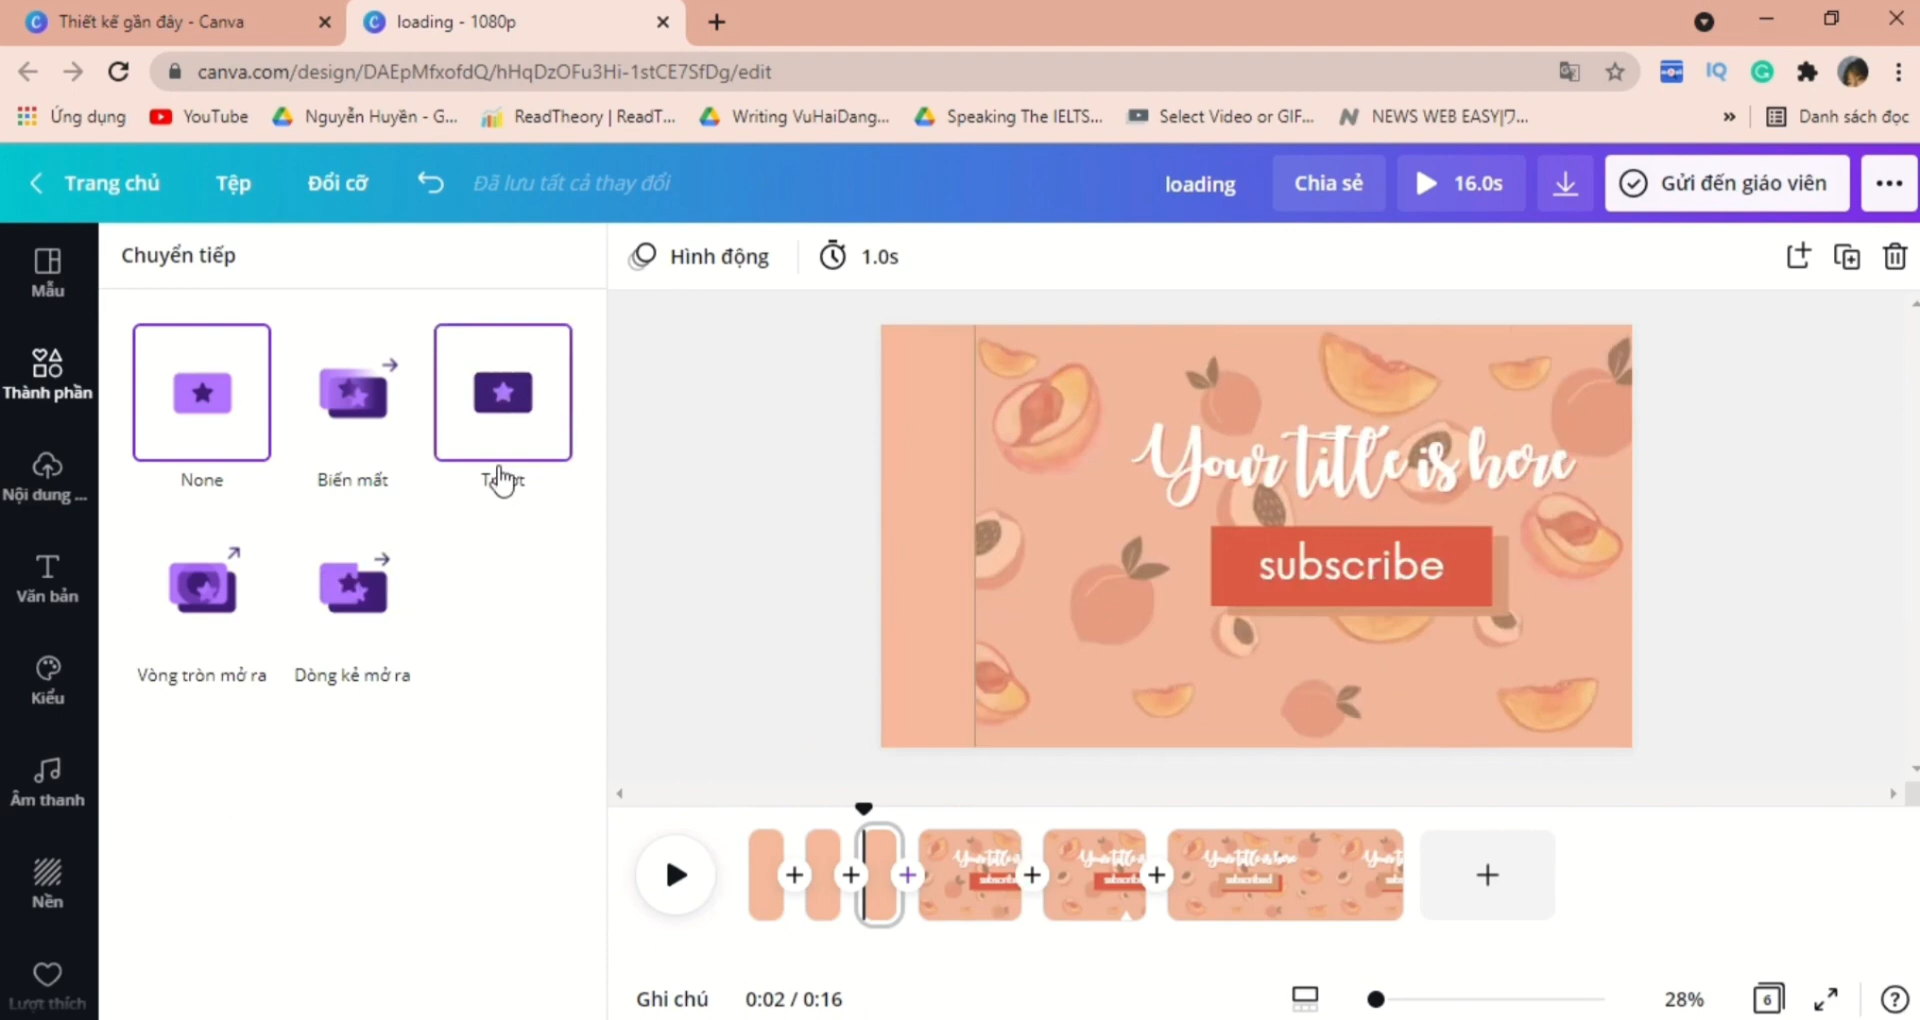 Thiết kế gần đây - Canva
loading - 1080p
canva.com/design/DAEpMfxofdQ/hHqDzOFu3Hi-1stCE7SfDg/edit
IQ
Ứng dụng
YouTube
Nguyễn Huyền - G...
ReadTheory | ReadT...
Writing VuHaiDang...
Speaking The IELTS...
Select Video or GIF...
NEWS WEB EASY|ワ...
»
Danh sách đọc
Trang chủ
Tệp
Đổi cỡ
Đã lưu tất cả thay đổi
loading
Chia sẻ
16.0s
Gửi đến giáo viên
Mẫu
Thành phần
Nội dung ...
Văn bản
Kiểu
Âm thanh
Nền
Lượt thích
Chuyển tiếp
None
Biến mất
Vòng tròn mở ra
Dòng kẻ mở ra
Hình động
1.0s
Your title is here
subscribe
Ghi chú
0:02 / 0:16
28%
6